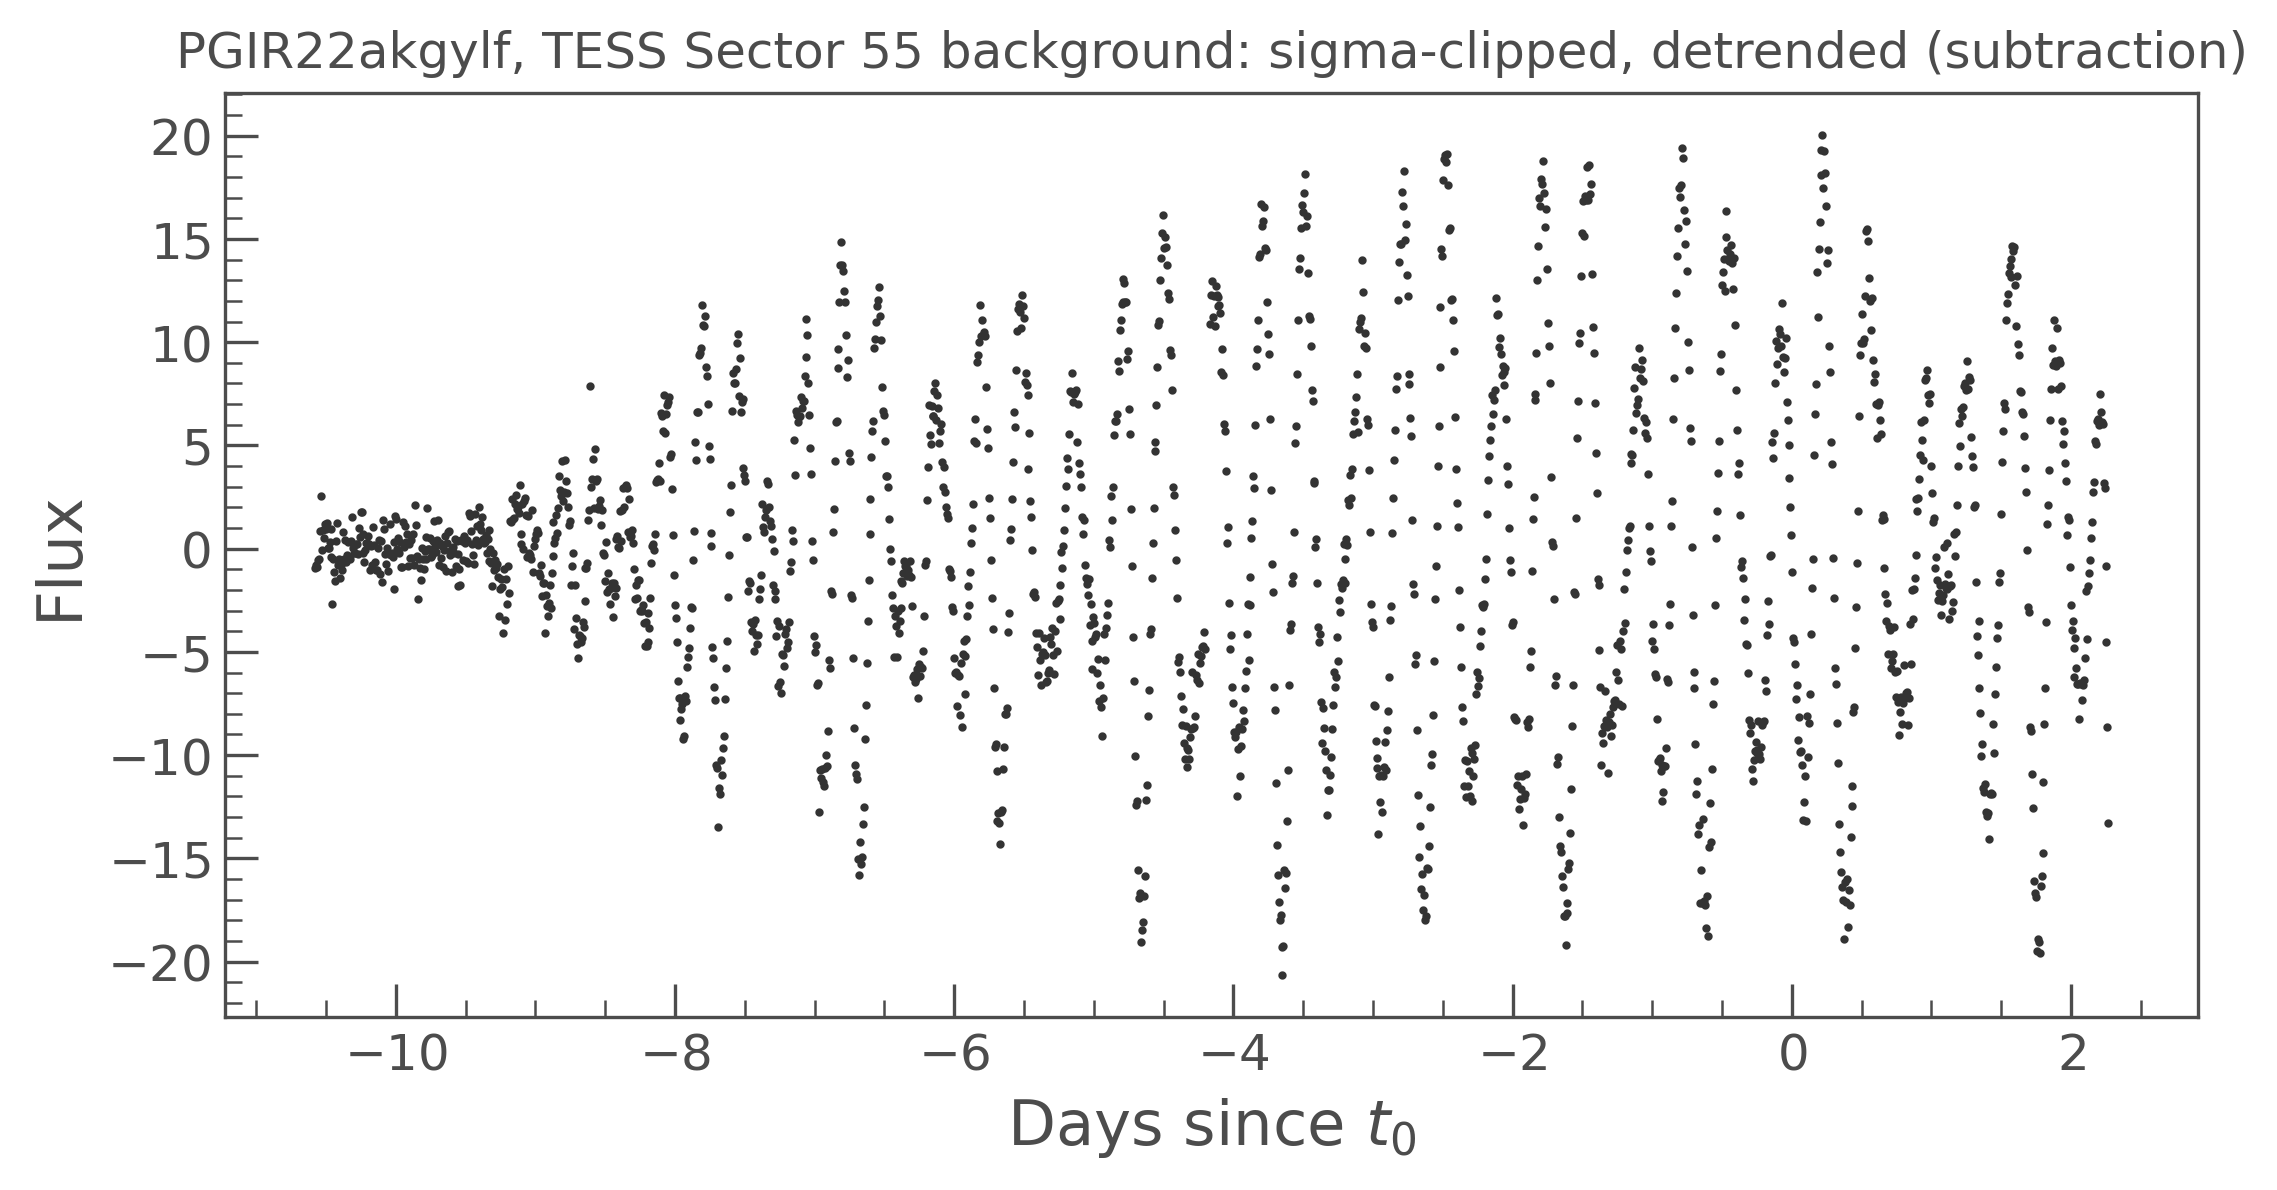 PGIR22akgylf, TESS Sector 55 background: sigma-clipped, detrended (subtraction)
20
15
10
5
0
−5
−10
−15
−20
Flux
−10 −8 −6 −4 −2 0 2
Days since t0